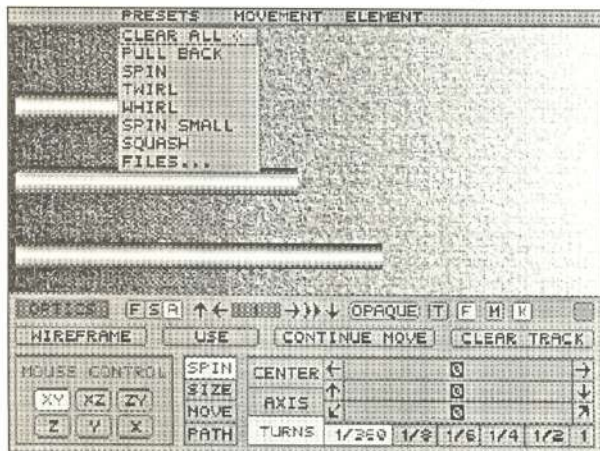 PRESETS MOVEMENT ELEMENT
CLEAR ALL
PULL BACK
SPIN
TWIRL
WHIRL
SPIN SMALL
SQUASH
FILES...
OPTICS F S A ↑ ← →  ↓ OPAQUE T F M K
WIREFRAME USE CONTINUE MOVE CLEAR TRACK
MOUSE CONTROL
XY XZ ZY
Z Y X
SPIN
SIZE
MOVE
PATH
CENTER ← 0 →
AXIS ↑ 0 ↓
↙ 0 ↗
TURNS 1/360 1/8 1/6 1/4 1/2 1